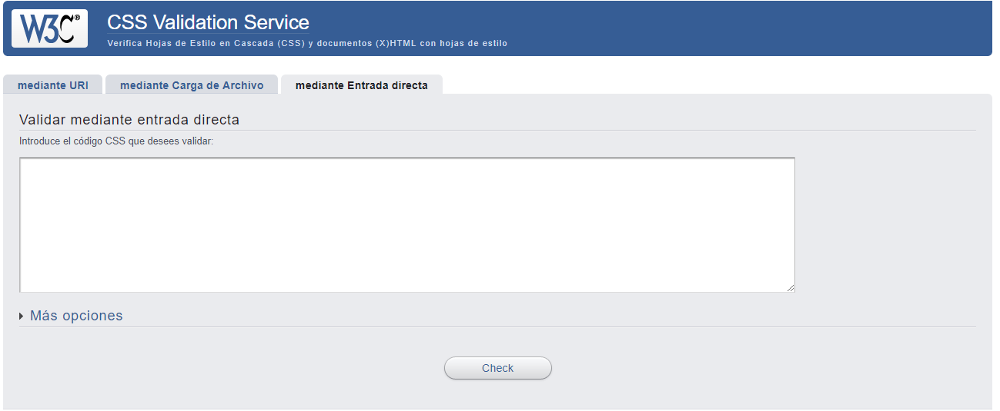 W3C® CSS Validation Service
Verifica Hojas de Estilo en Cascada (CSS) y documentos (X)HTML con hojas de estilo
mediante URI mediante Carga de Archivo mediante Entrada directa
Validar mediante entrada directa
Introduce el código CSS que desees validar:
Más opciones
Check